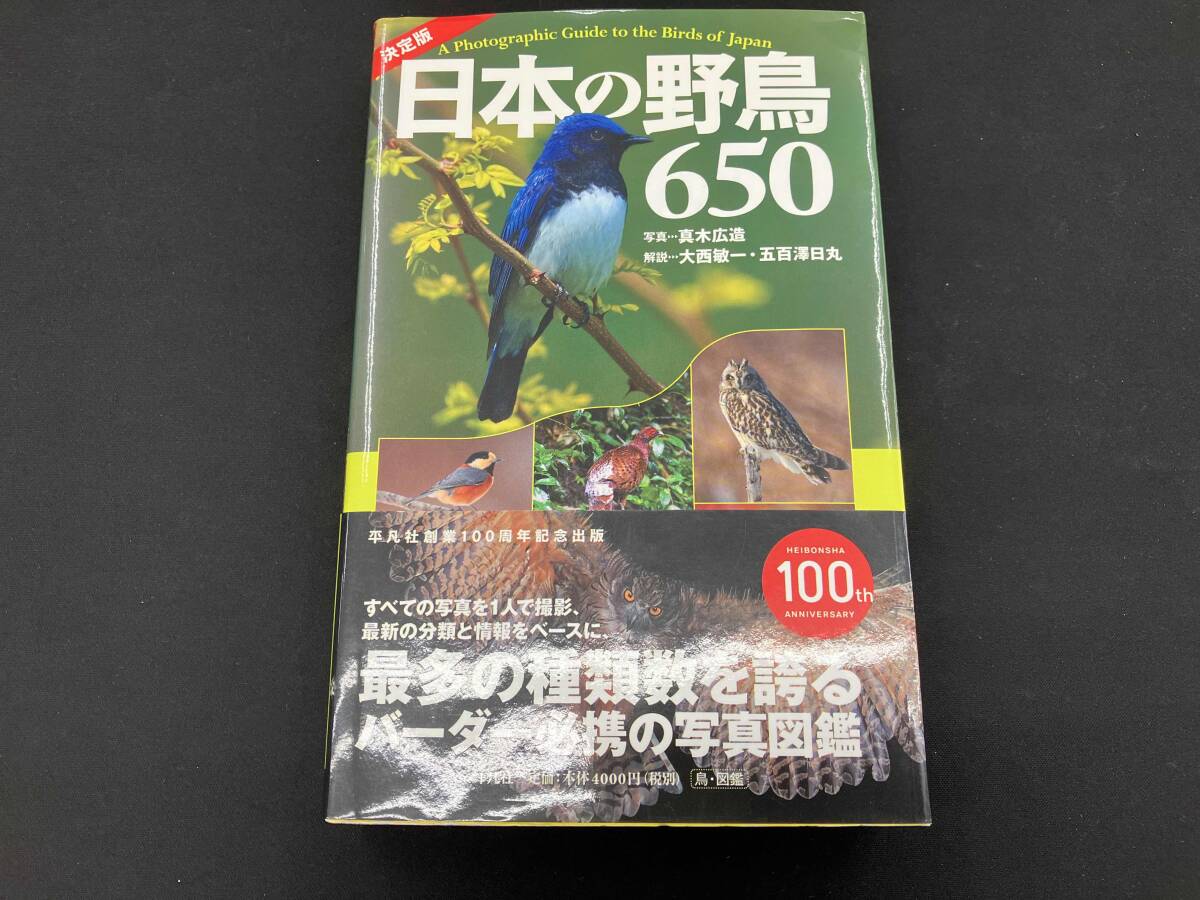 決定版
A Photographic Guide to the Birds of Japan
日本の野鳥
650
写真…真木広造
解説…大西敏一・五百澤日丸
平凡社創業100周年記念出版
HEIBONSHA
100th
ANNIVERSARY
すべての写真を1人で撮影、
最新の分類と情報をベースに、
最多の種類数を誇る
バーダー必携の写真図鑑
平凡社 定価:本体4000円(税別) 鳥・図鑑